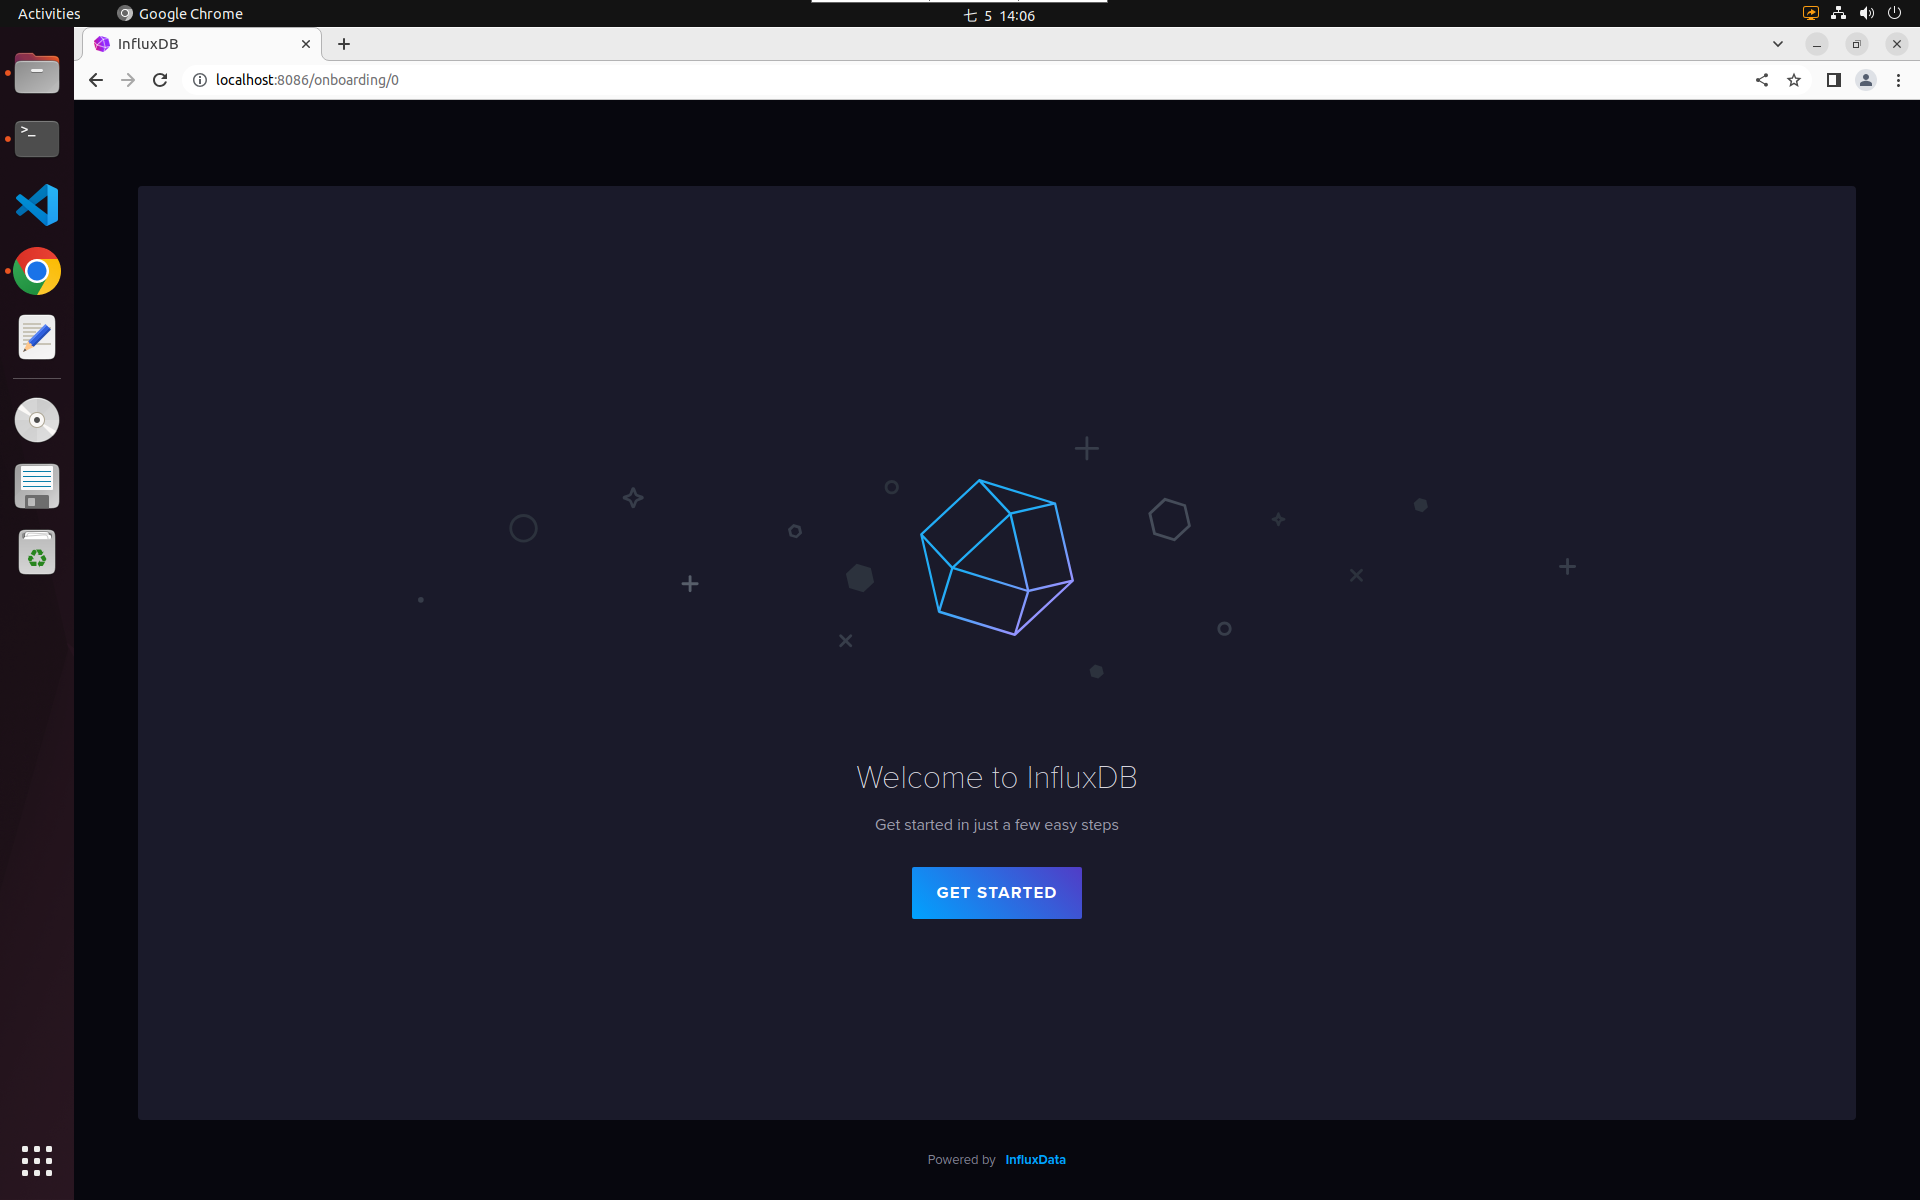 Activities
Google Chrome
七 5 14:06
InfluxDB
localhost:8086/onboarding/0
>_
Welcome to InfluxDB
Get started in just a few easy steps
GET STARTED
Powered by InfluxData